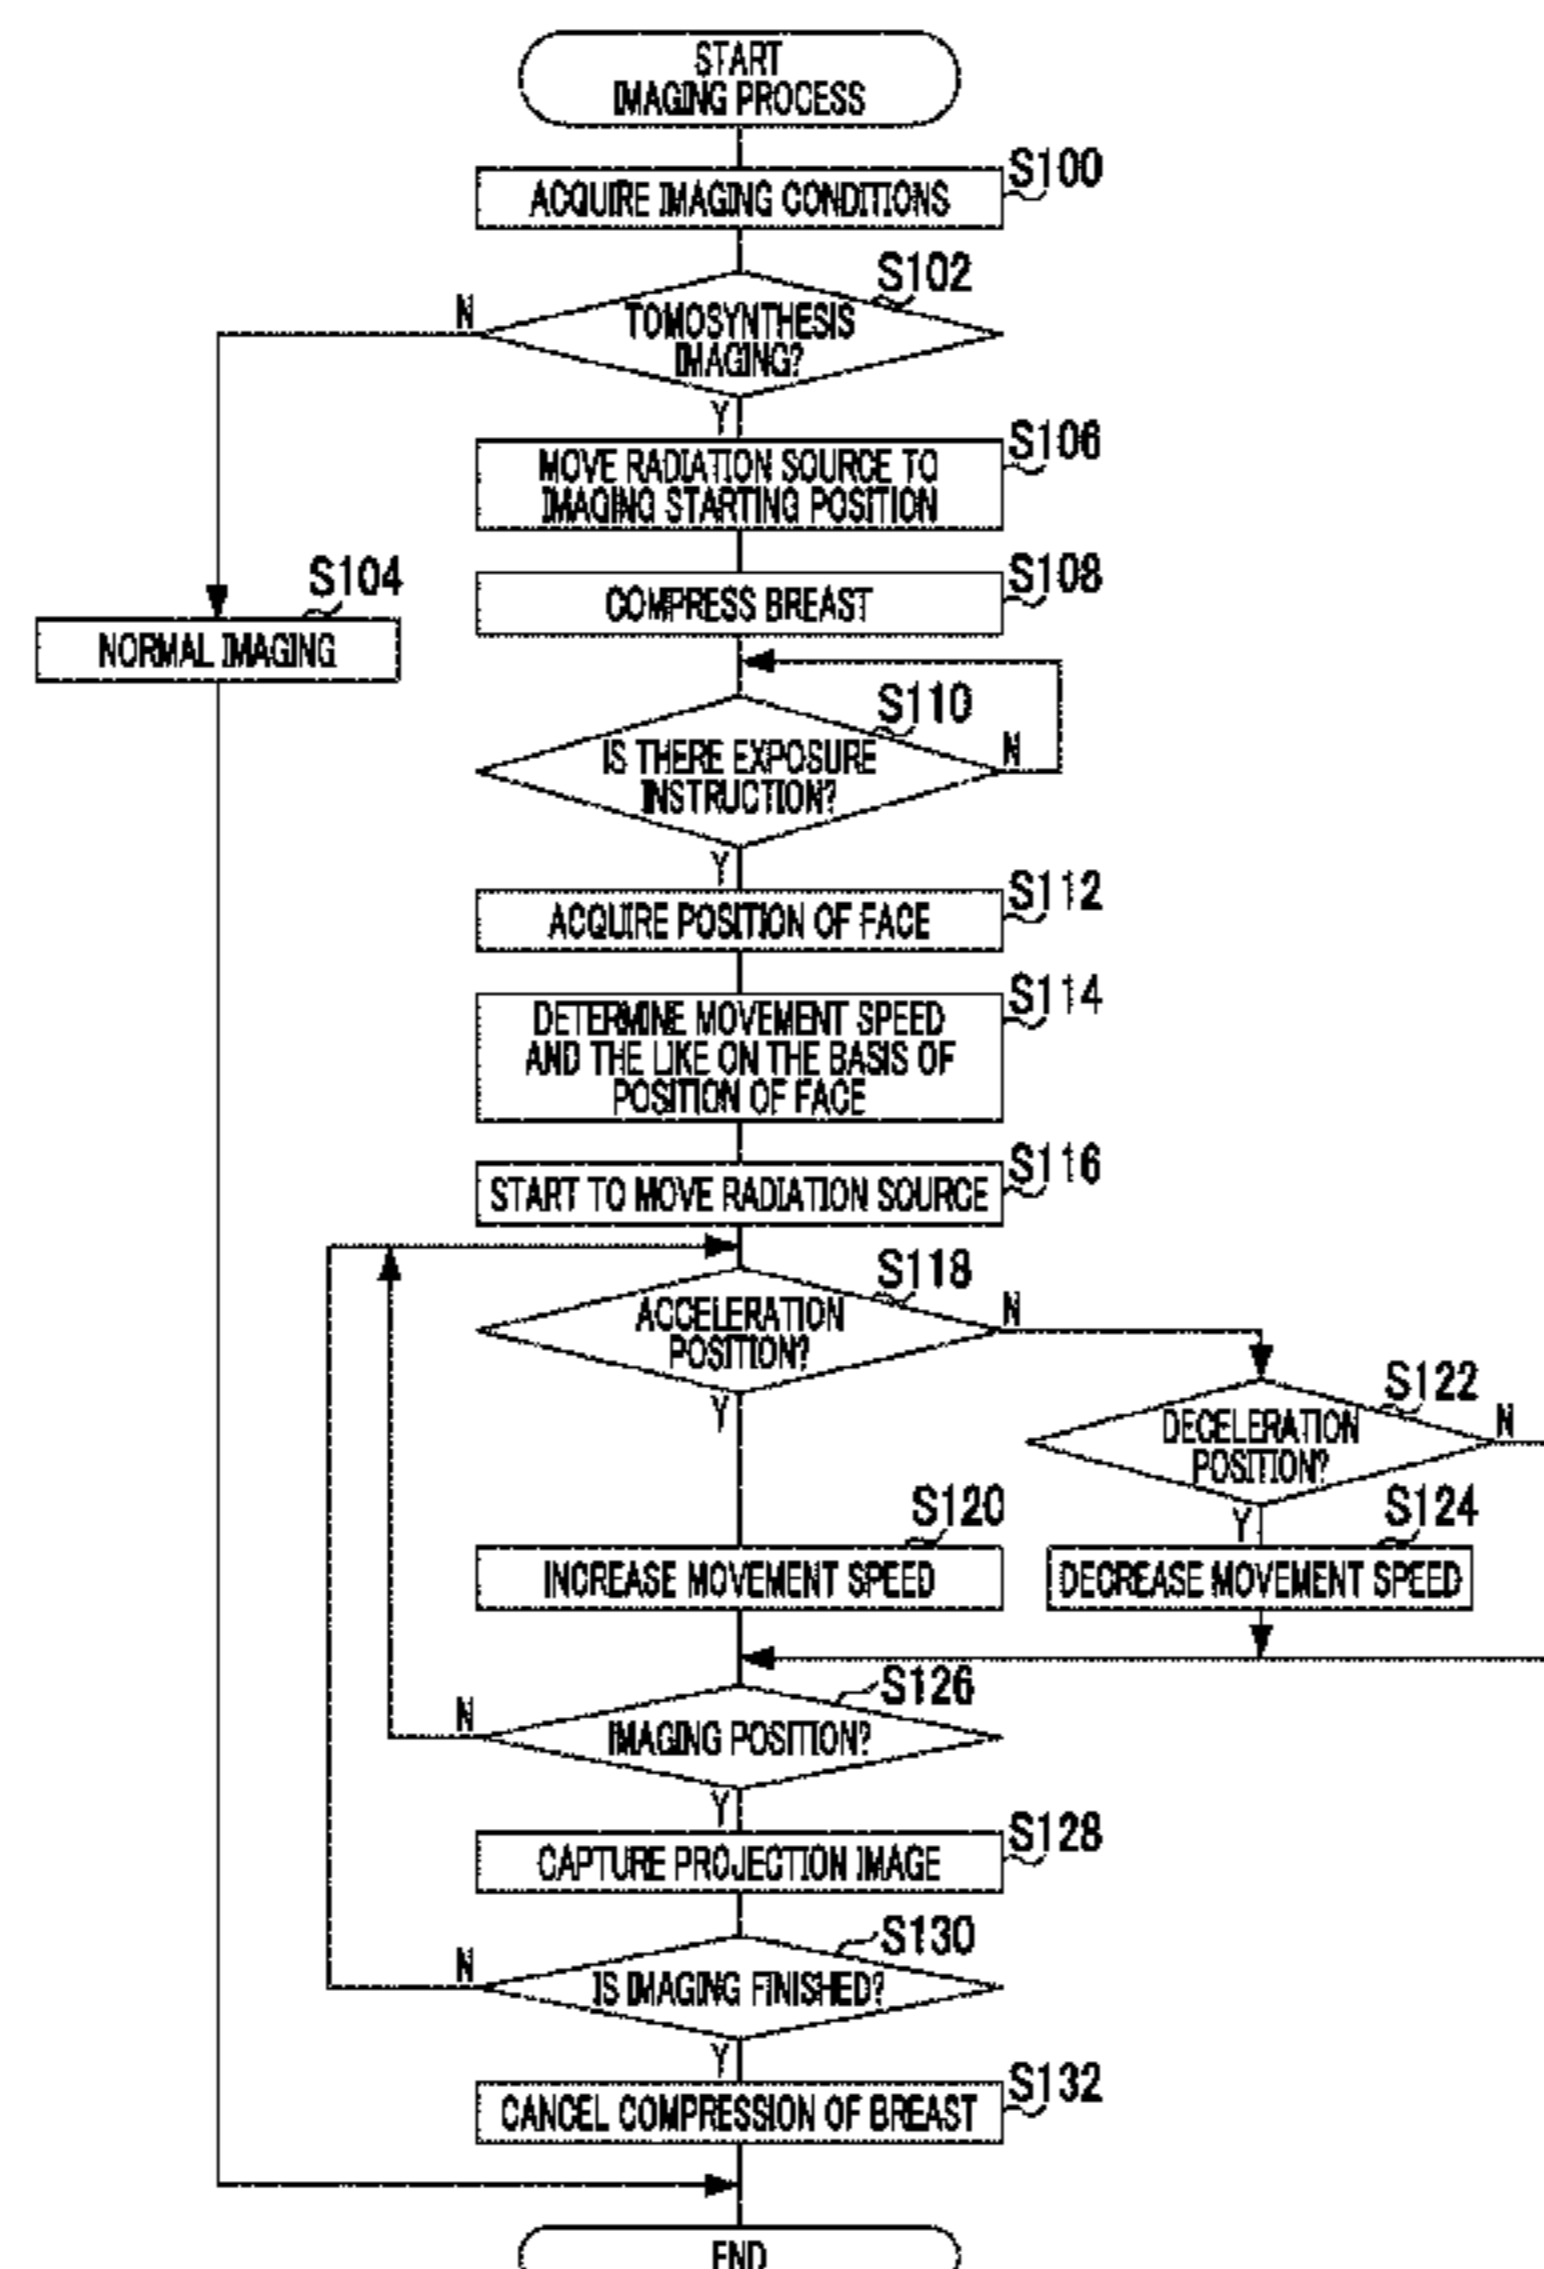 START
IMAGING PROCESS
S100
ACQUIRE IMAGING CONDITIONS
S102
N
TOMOSYNTHESIS
IMAGING?
Y
S106
MOVE RADIATION SOURCE TO
IMAGING STARTING POSITION
S104
NORMAL IMAGING
S108
COMPRESS BREAST
S110
IS THERE EXPOSURE
INSTRUCTION?
N
Y
S112
ACQUIRE POSITION OF FACE
S114
DETERMINE MOVEMENT SPEED
AND THE LIKE ON THE BASIS OF
POSITION OF FACE
S116
START TO MOVE RADIATION SOURCE
S118
ACCELERATION
POSITION?
N
Y
S122
DECELERATION
POSITION?
N
Y
S120
INCREASE MOVEMENT SPEED
S124
DECREASE MOVEMENT SPEED
S126
N
IMAGING POSITION?
Y
S128
CAPTURE PROJECTION IMAGE
S130
N
IS IMAGING FINISHED?
Y
S132
CANCEL COMPRESSION OF BREAST
END